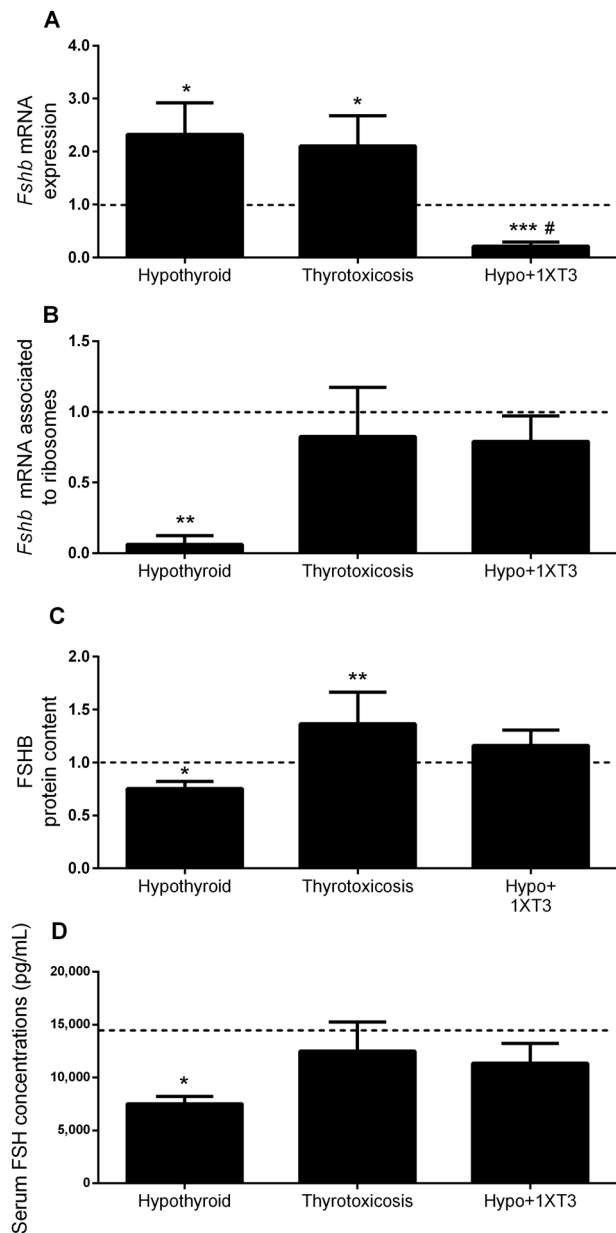 A
Fshb mRNA
expression
4.0
3.0
2.0
1.0
0.0
*
*
*** #
Hypothyroid Thyrotoxicosis Hypo+1XT3
B
Fshb mRNA associated
to ribosomes
1.5
1.0
0.5
0.0
**
Hypothyroid Thyrotoxicosis Hypo+1XT3
C
FSHB
protein content
2.0
1.5
1.0
0.5
0.0
*
**
Hypothyroid Thyrotoxicosis Hypo+
1XT3
D
Serum FSH concentrations (pg/mL)
20,000
15,000
10,000
5,000
0
*
Hypothyroid Thyrotoxicosis Hypo+1XT3